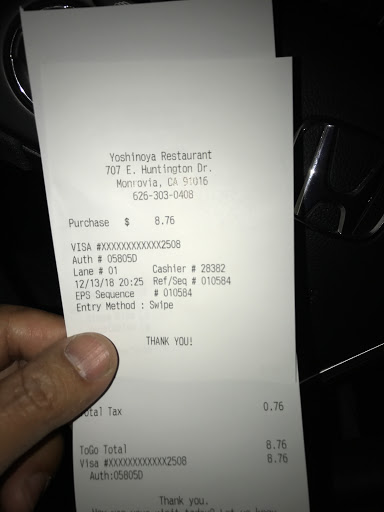 Yoshinoya Restaurant
707 E. Huntington Dr.
Monrovia, CA 91016
626-303-0408
Purchase $ 8.76
VISA #XXXXXXXXXXXX2508
Auth # 05805D
Lane # 01 Cashier # 28382
12/13/18 20:25 Ref/Seq # 010584
EPS Sequence # 010584
Entry Method : Swipe
THANK YOU!
Total Tax 0.76
ToGo Total 8.76
Visa #XXXXXXXXXXXX2508 8.76
Auth:05805D
Thank you.